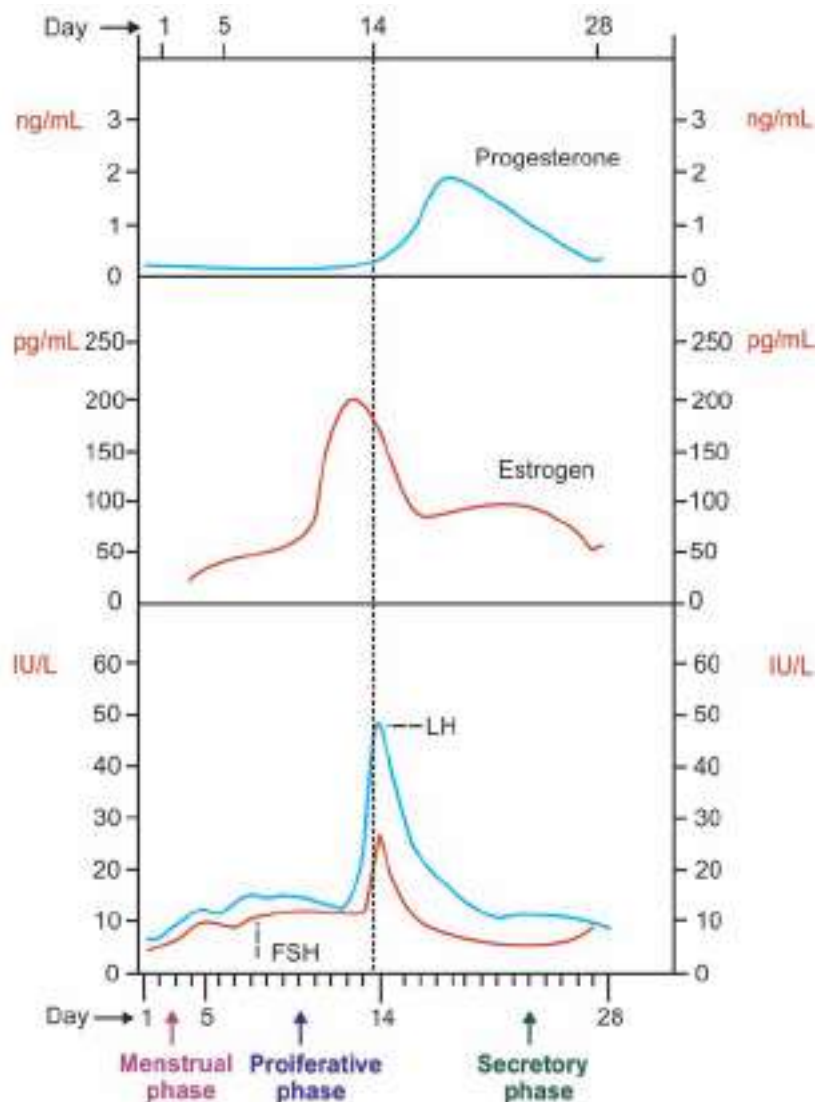 Day 1 5 14 28
ng/mL 3 3 ng/mL
2 Progesterone 2
1 1
0 0
pg/mL 250 250 pg/mL
200 200
150 150
Estrogen
100 100
50 50
0 0
IU/L 60 60 IU/L
50 LH 50
40 40
30 30
20 20
10 10
FSH
0 0
Day 1 5 14 28
Menstrual phase
Proiferative phase
Secretory phase